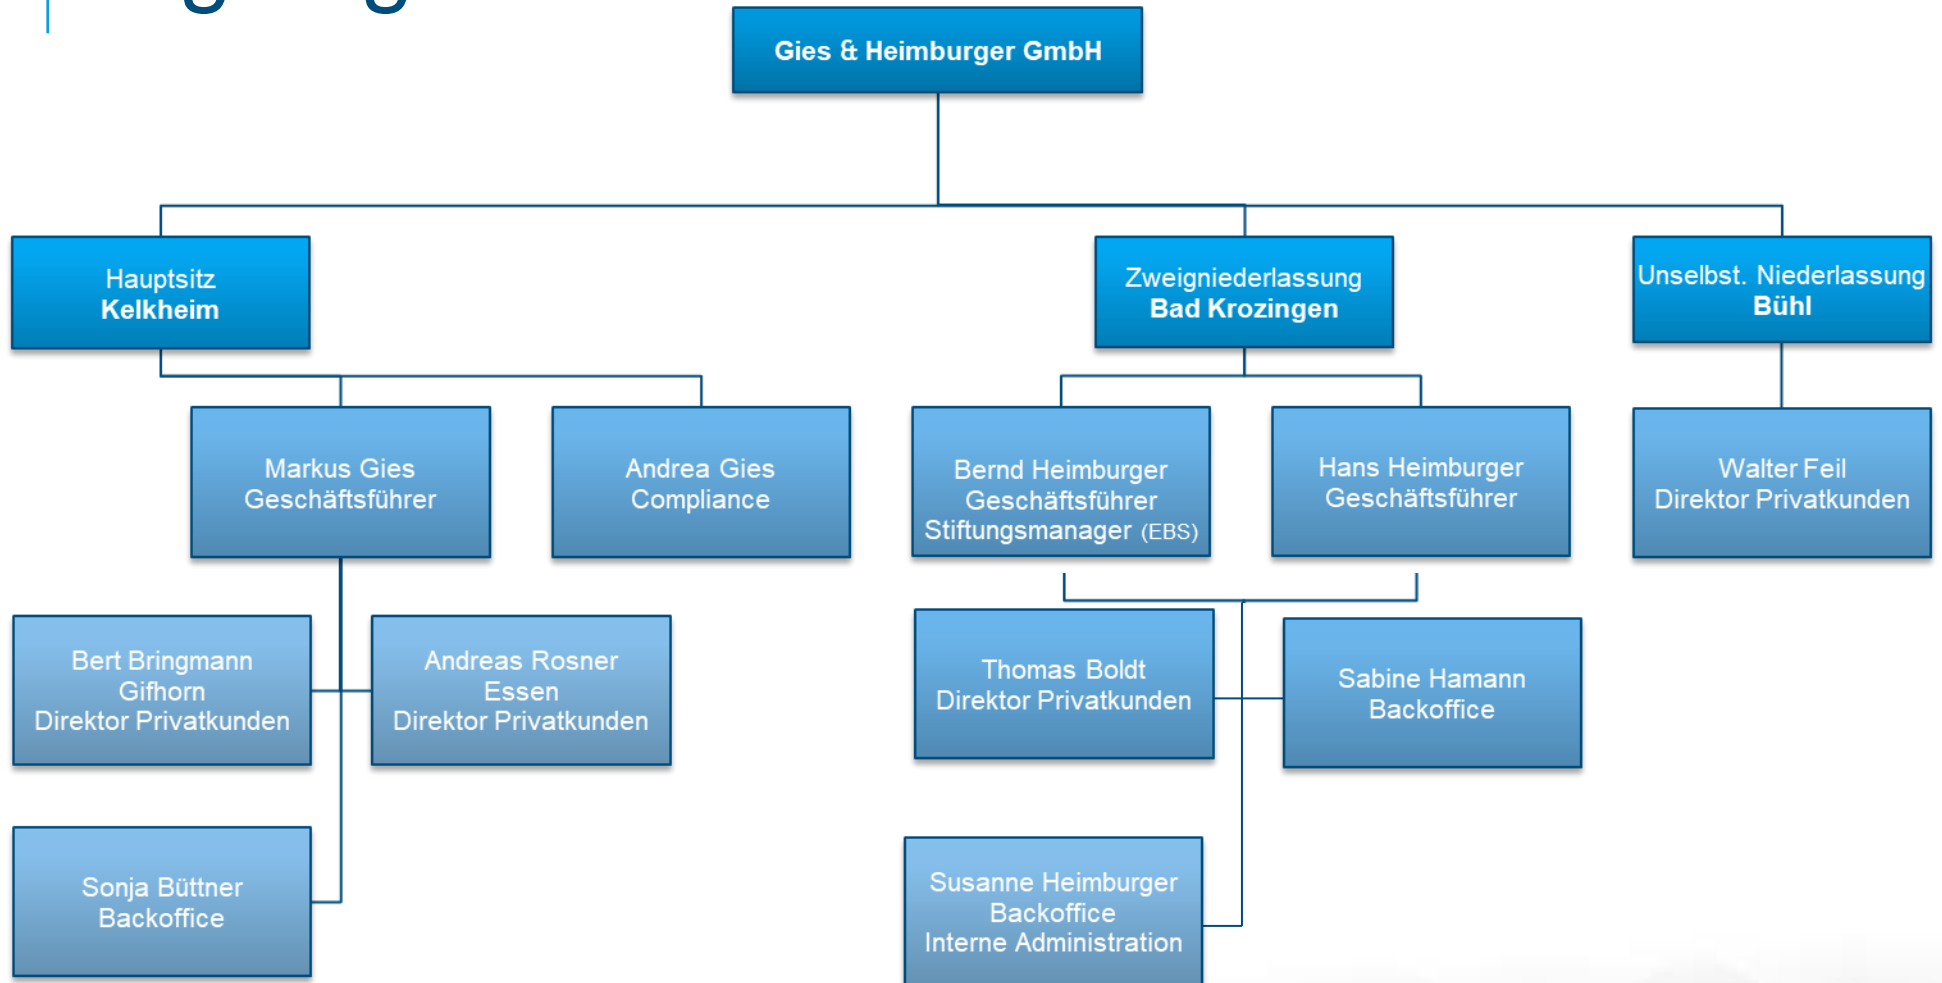 Gies & Heimburger GmbH
Hauptsitz
Kelkheim
Zweigniederlassung
Bad Krozingen
Unselbst. Niederlassung
Bühl
Markus Gies
Geschäftsführer
Andrea Gies
Compliance
Bernd Heimburger
Geschäftsführer
Stiftungsmanager (EBS)
Hans Heimburger
Geschäftsführer
Walter Feil
Direktor Privatkunden
Bert Bringmann
Gifhorn
Direktor Privatkunden
Andreas Rosner
Essen
Direktor Privatkunden
Thomas Boldt
Direktor Privatkunden
Sabine Hamann
Backoffice
Sonja Büttner
Backoffice
Susanne Heimburger
Backoffice
Interne Administration